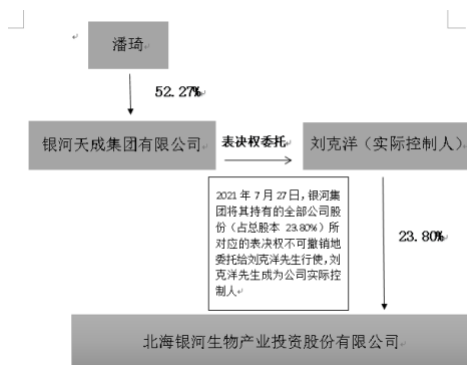 潘琦
52.27%
银河天成集团有限公司
表决权委托
刘克洋（实际控制人）
2021 年 7 月 27日，银河集
团将其持有的全部公司股
份（占总股本 23.80%）所
对应的表决权不可撤销地
委托给刘克洋先生行使，刘
克洋先生成为公司实际控
制人
23.80%
北海银河生物产业投资股份有限公司